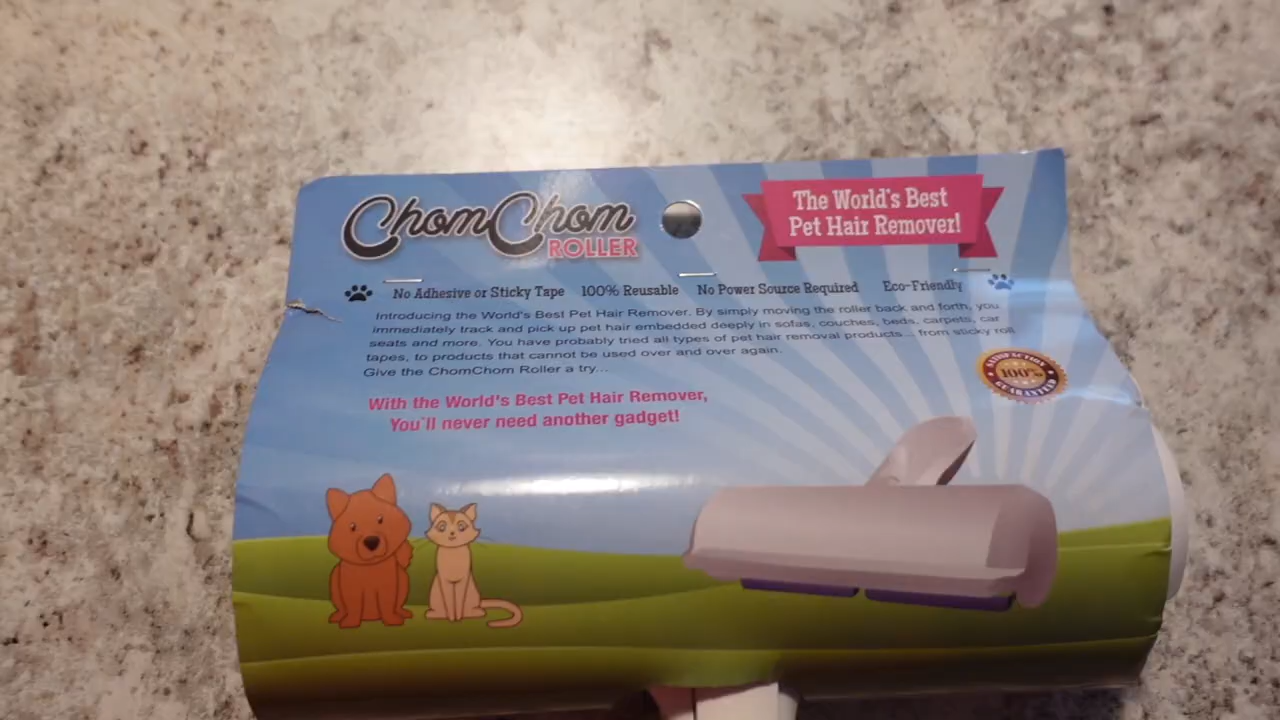 ChomChom
ROLLER
The World's Best
Pet Hair Remover!
No Adhesive or Sticky Tape 100% Reusable No Power Source Required Eco-Friendly
Introducing the World's Best Pet Hair Remover. By simply moving the roller back and forth, you
immediately track and pick up pet hair embedded deeply in sofas, couches, beds, carpets, car
seats and more. You have probably tried all types of pet hair removal products... from sticky roll
tapes, to products that cannot be used over and over again.
Give the ChomChom Roller a try...
SATISFACTION
100%
GUARANTEED
With the World's Best Pet Hair Remover,
You`ll never need another gadget!